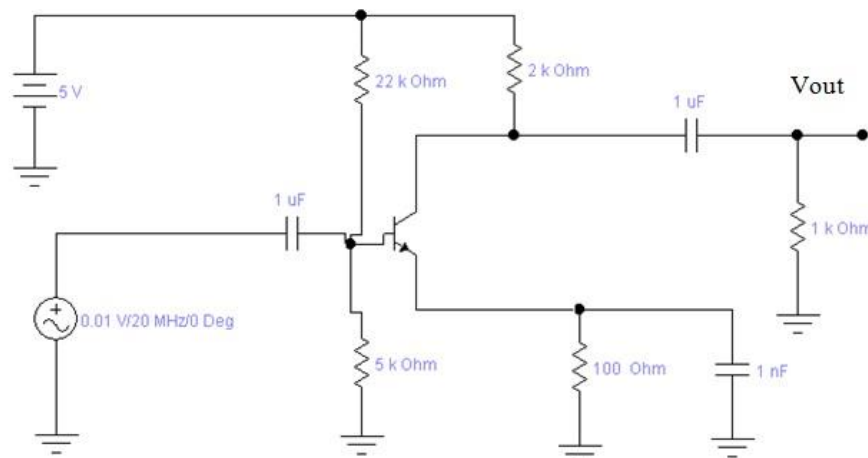 22 k Ohm
2 k Ohm
5 V
1 uF
Vout
1 uF
1 k Ohm
0.01 V/20 MHz/0 Deg
5 k Ohm
100 Ohm
1 nF